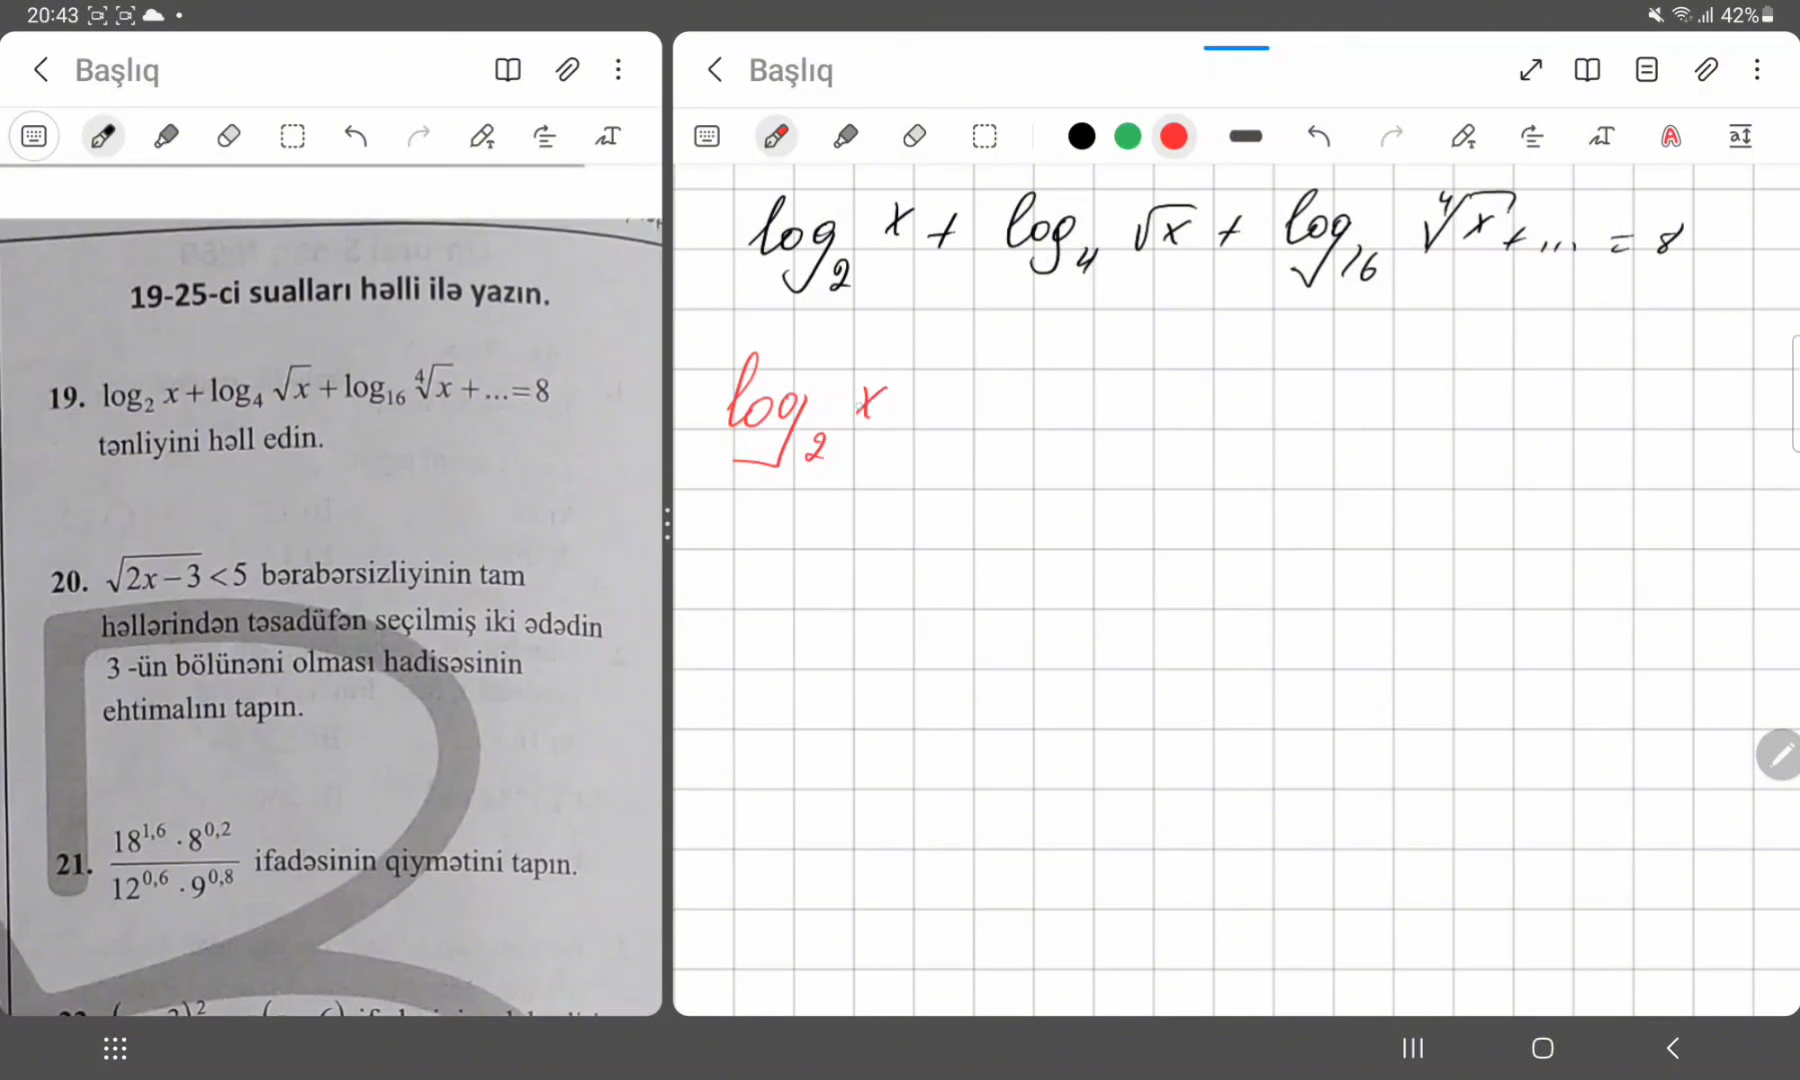 20:43
42%
Başlıq
19-25-ci sualları həlli ilə yazın.
19. log₂ x + log₄ √x + log₁₆ ⁴√x + ... = 8
tənliyini həll edin.
20. √(2x − 3) < 5 bərabərsizliyinin tam
həllərindən təsadüfən seçilmiş iki ədədin
3 -ün bölünəni olması hadisəsinin
ehtimalını tapın.
21. (18^1,6 · 8^0,2) / (12^0,6 · 9^0,8) ifadəsinin qiymətini tapın.
Başlıq
log₂ x + log₄ √x + log₁₆ ⁴√x + ... = 8
log₂ x